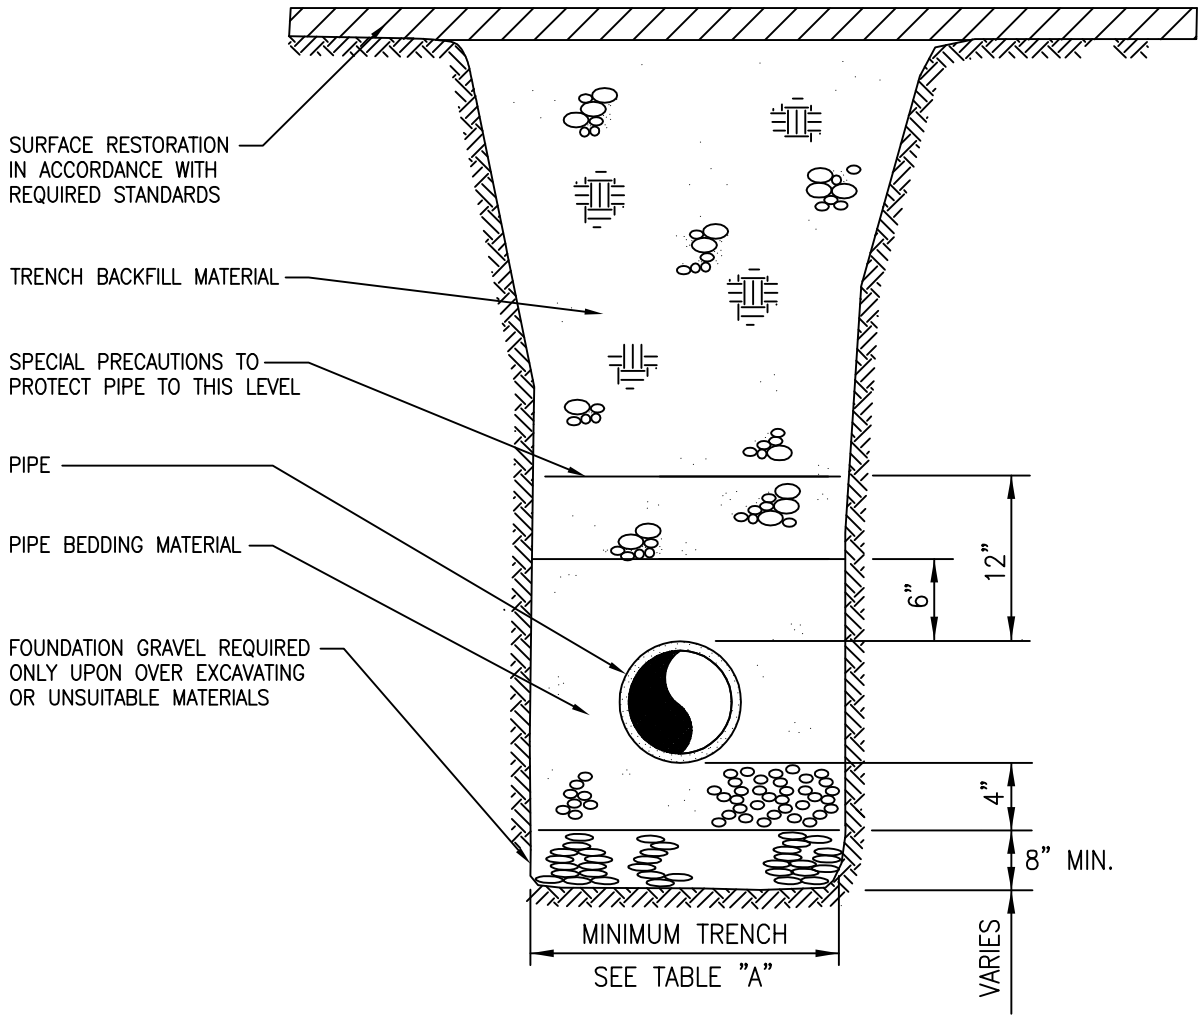 SURFACE RESTORATION
IN ACCORDANCE WITH
REQUIRED STANDARDS
TRENCH BACKFILL MATERIAL
SPECIAL PRECAUTIONS TO
PROTECT PIPE TO THIS LEVEL
PIPE
PIPE BEDDING MATERIAL
FOUNDATION GRAVEL REQUIRED
ONLY UPON OVER EXCAVATING
OR UNSUITABLE MATERIALS
12"
6"
4"
8" MIN.
VARIES
MINIMUM TRENCH
SEE TABLE "A"